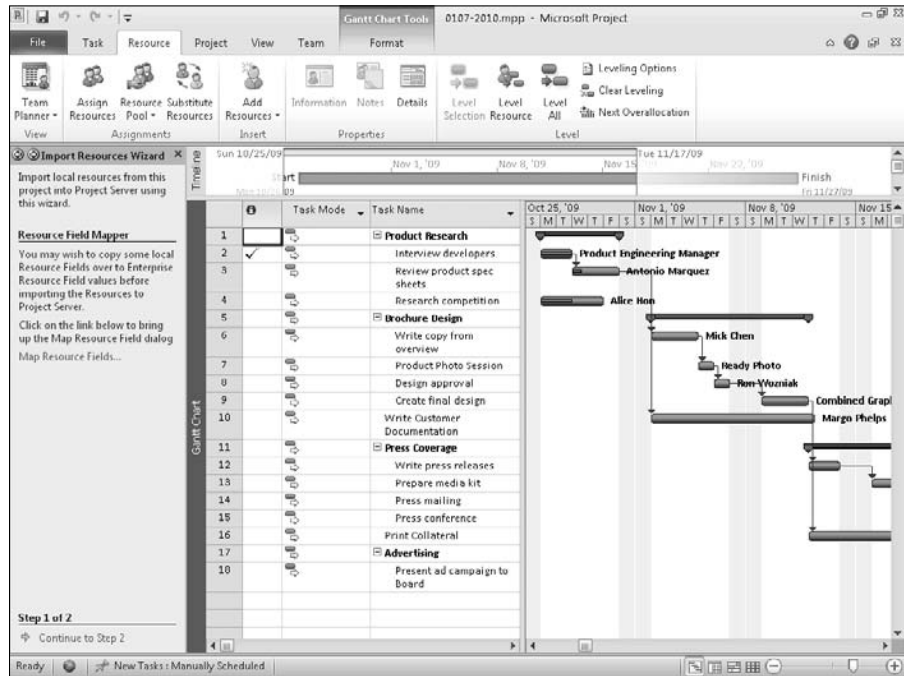 Gantt Chart Tools
0107-2010.mpp - Microsoft Project
File Task Resource Project View Team Format
Team Planner
Assign Resources
Resource Pool
Substitute Resources
Add Resources
Information
Notes
Details
Level Selection
Level Resource
Level All
Leveling Options
Clear Leveling
Next Overallocation
View Assignments Insert Properties Level
Import Resources Wizard
Import local resources from this
project into Project Server using
this wizard.
Resource Field Mapper
You may wish to copy some local
Resource Fields over to Enterprise
Resource Field values before
importing the Resources to
Project Server.
Click on the link below to bring
up the Map Resource Field dialog
Map Resource Fields...
Step 1 of 2
Continue to Step 2
Timeline
Sun 10/25/09
Tue 11/17/09
Nov 1, '09 Nov 8, '09 Nov 15 Nov 22, '09
Finish
Fri 11/27/09
Gantt Chart
Task Mode Task Name
Oct 25, '09 Nov 1, '09 Nov 8, '09 Nov 15
S M T W T F S S M T W T F S S M T W T F S S M
1 Product Research
2 Interview developers
Product Engineering Manager
3 Review product spec
sheets
Antonio Marquez
4 Research competition
Alice Hon
5 Brochure Design
6 Write copy from
overview
Mick Chen
7 Product Photo Session
Ready Photo
8 Design approval
Ron Wozniak
9 Create final design
Combined Grapl
10 Write Customer
Documentation
Margo Phelps
11 Press Coverage
12 Write press releases
13 Prepare media kit
14 Press mailing
15 Press conference
16 Print Collateral
17 Advertising
18 Present ad campaign to
Board
Ready
New Tasks : Manually Scheduled